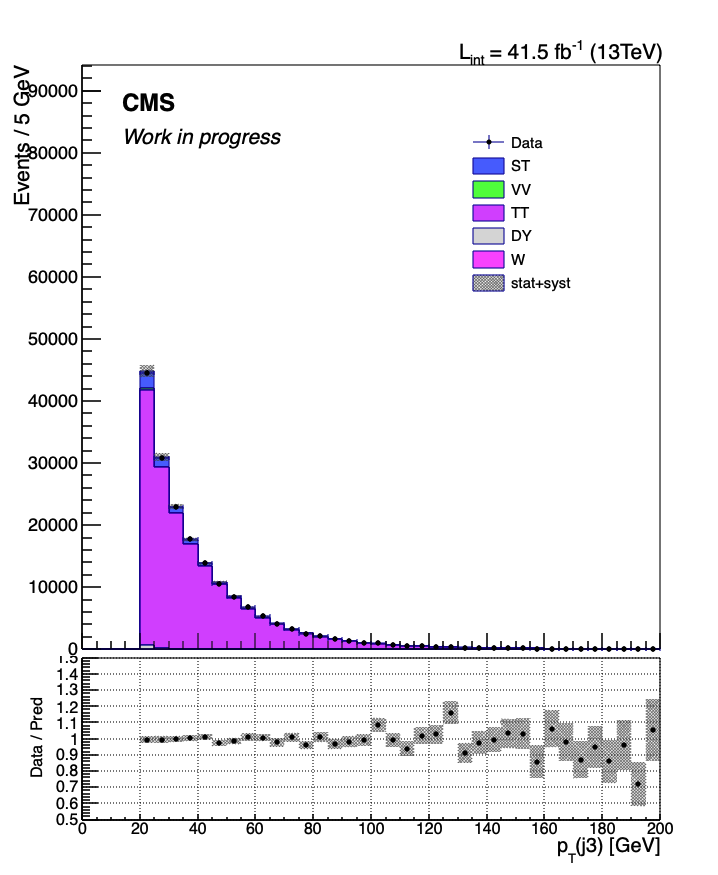 L_int = 41.5 fb^-1 (13TeV)
Events / 5 GeV
CMS
Work in progress
Data
ST
VV
TT
DY
W
stat+syst
90000
80000
70000
60000
50000
40000
30000
20000
10000
0
Data / Pred
1.5
1.4
1.3
1.2
1.1
1
0.9
0.8
0.7
0.6
0.5
0 20 40 60 80 100 120 140 160 180 200
p_T(j3) [GeV]